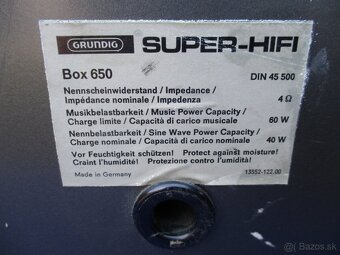 GRUNDIG SUPER-HIFI
Box 650 DIN 45 500
Nennscheinwiderstand / Impedance /
Impédance nominale / Impedenza 4 Ω
Musikbelastbarkeit / Music Power Capacity /
Charge limite / Capacità di carico musicale 60 W
Nennbelastbarkeit / Sine Wave Power Capacity /
Charge nominale / Capacità di carico nominale 40 W
Vor Feuchtigkeit schützen! Protect against moisture!
Craint l'humidité! Protezione contro l'umidità!
Made in Germany 13552-122.00
Bazos.sk